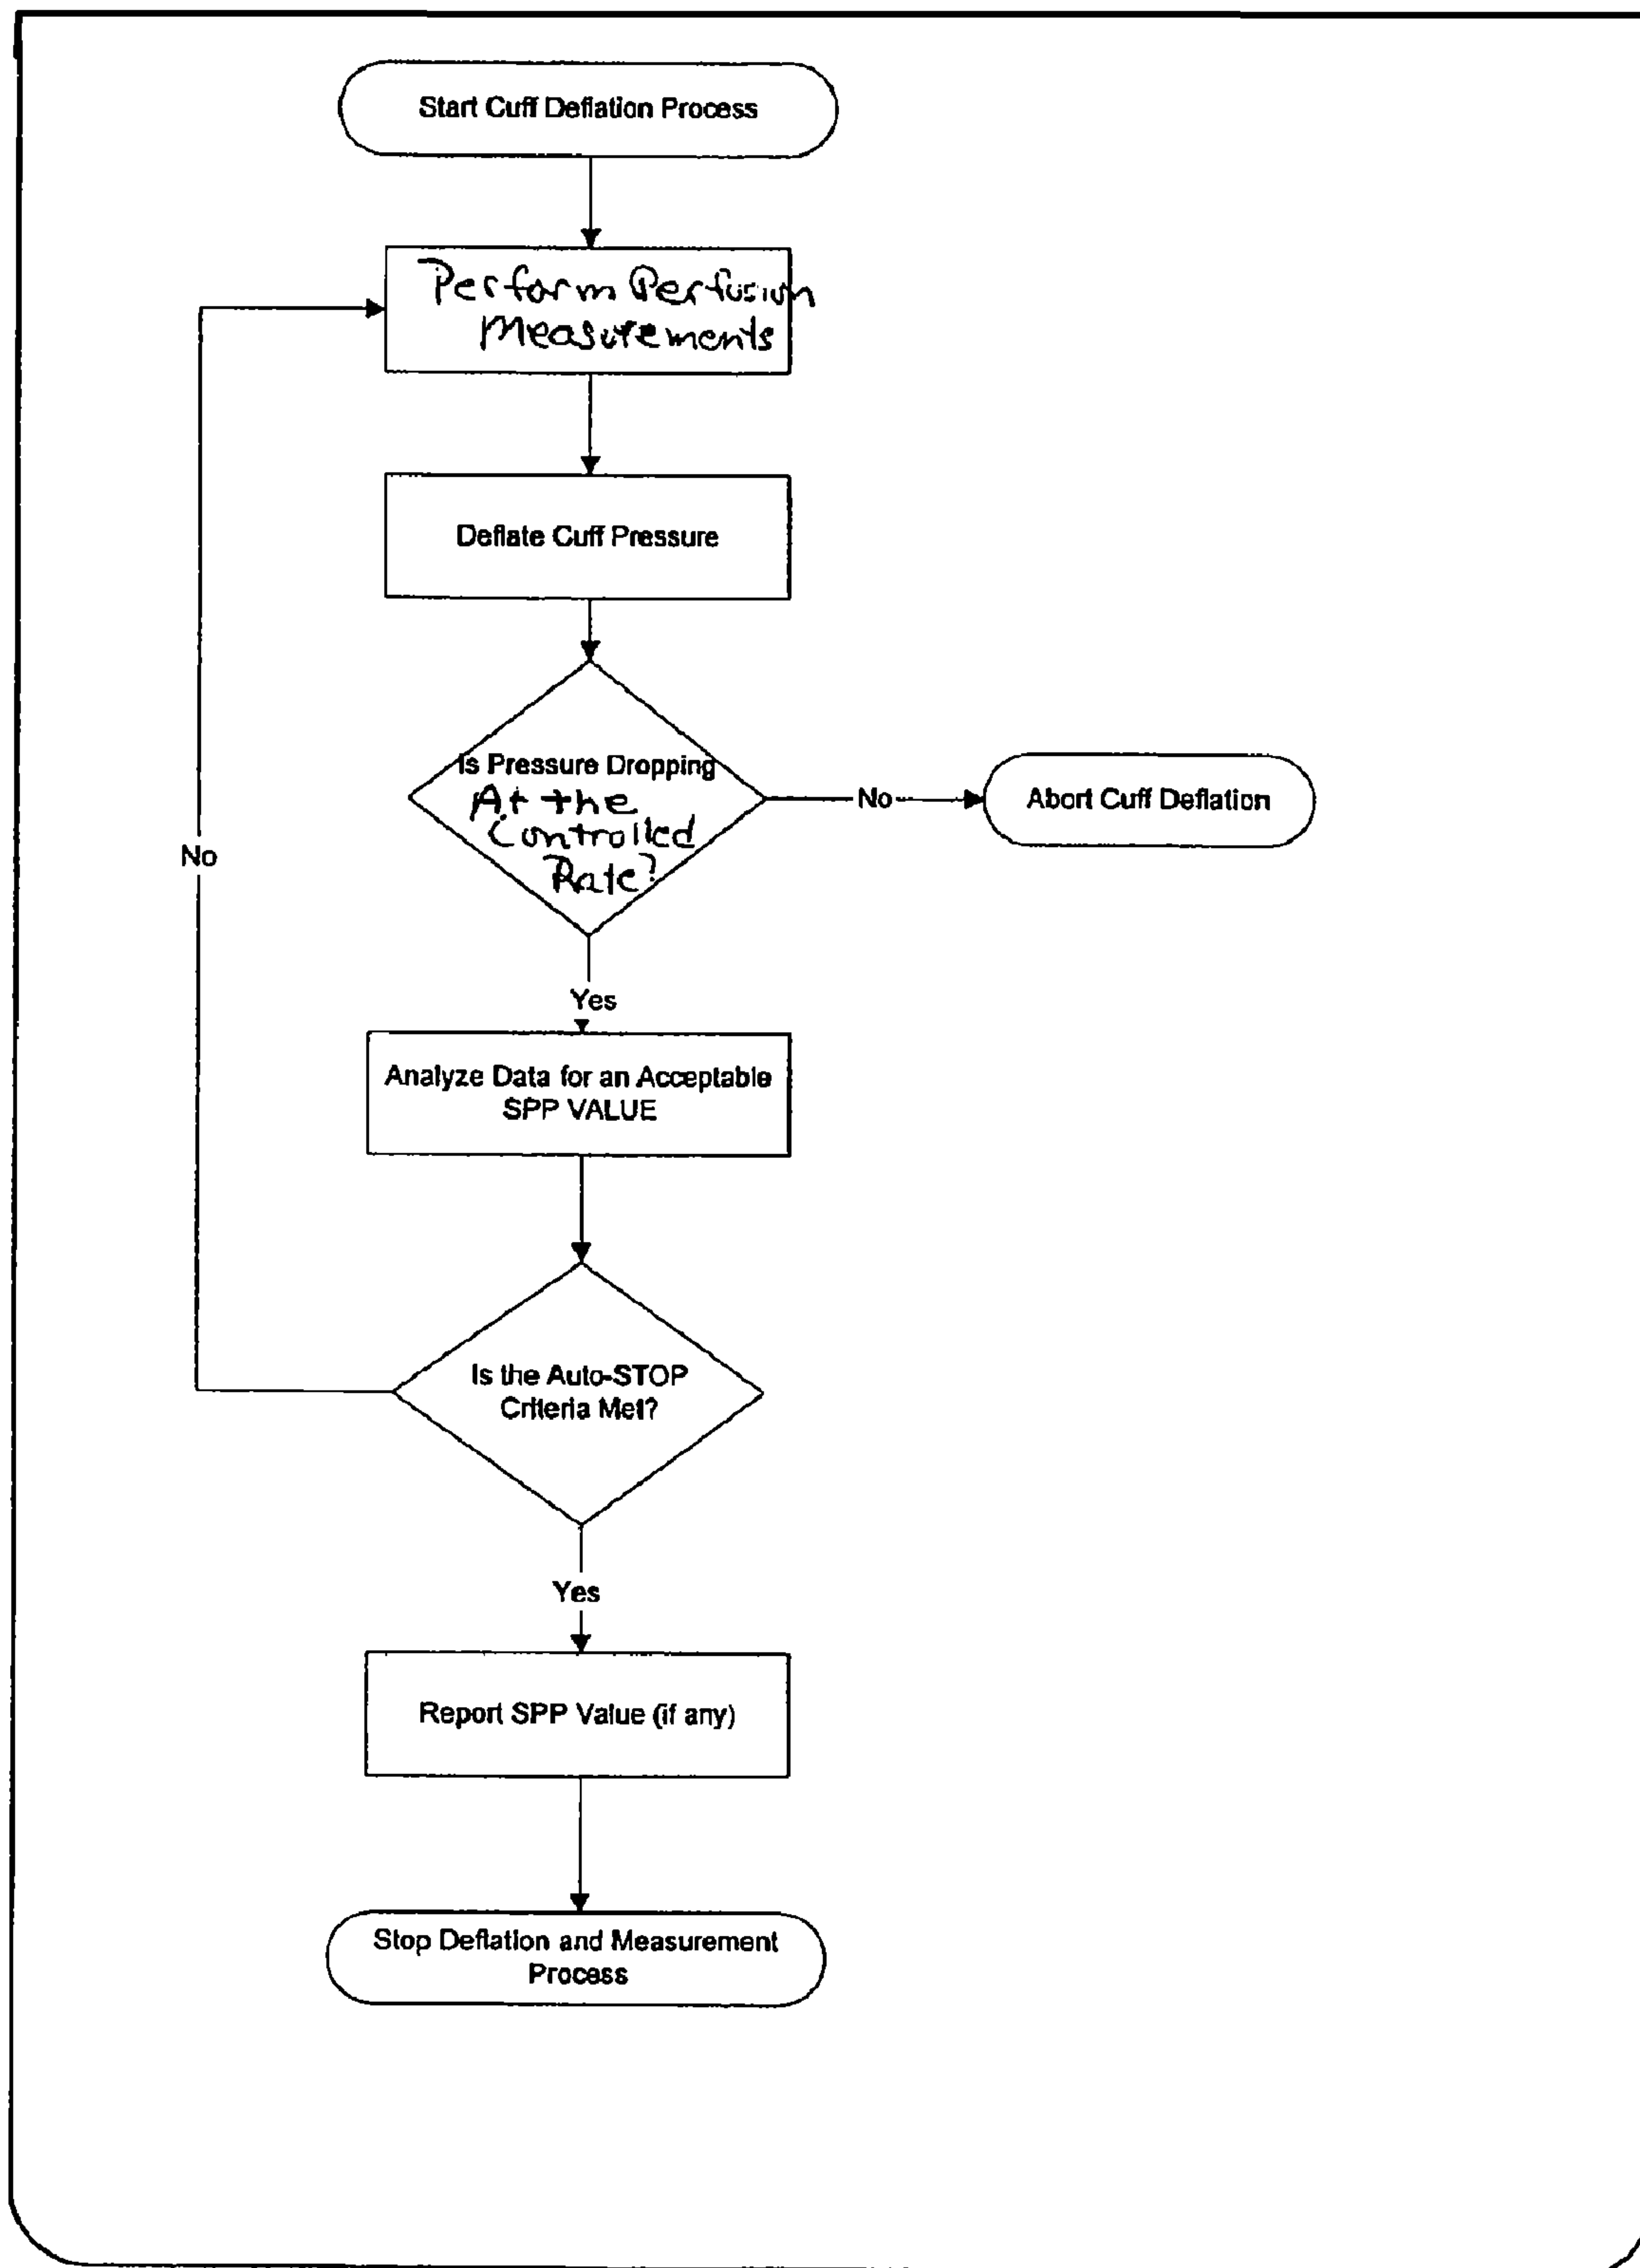 Start Cuff Deflation Process
Perform Perfusion
Measurements
Deflate Cuff Pressure
Is Pressure Dropping
At the
Controlled
Rate?
No
Abort Cuff Deflation
No
Yes
Analyze Data for an Acceptable
SPP VALUE
Is the Auto-STOP
Criteria Met?
Yes
Report SPP Value (if any)
Stop Deflation and Measurement
Process